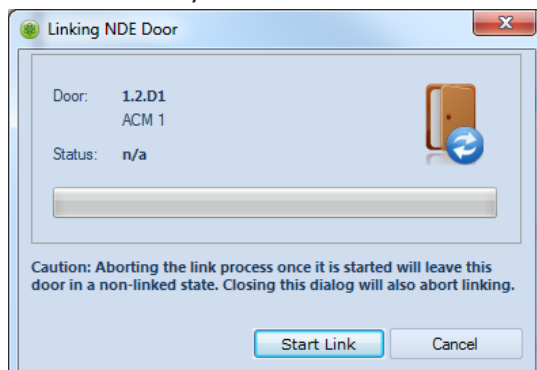 Linking NDE Door
Door: 1.2.D1
ACM 1
Status: n/a
Caution: Aborting the link process once it is started will leave this
door in a non-linked state. Closing this dialog will also abort linking.
Start Link Cancel